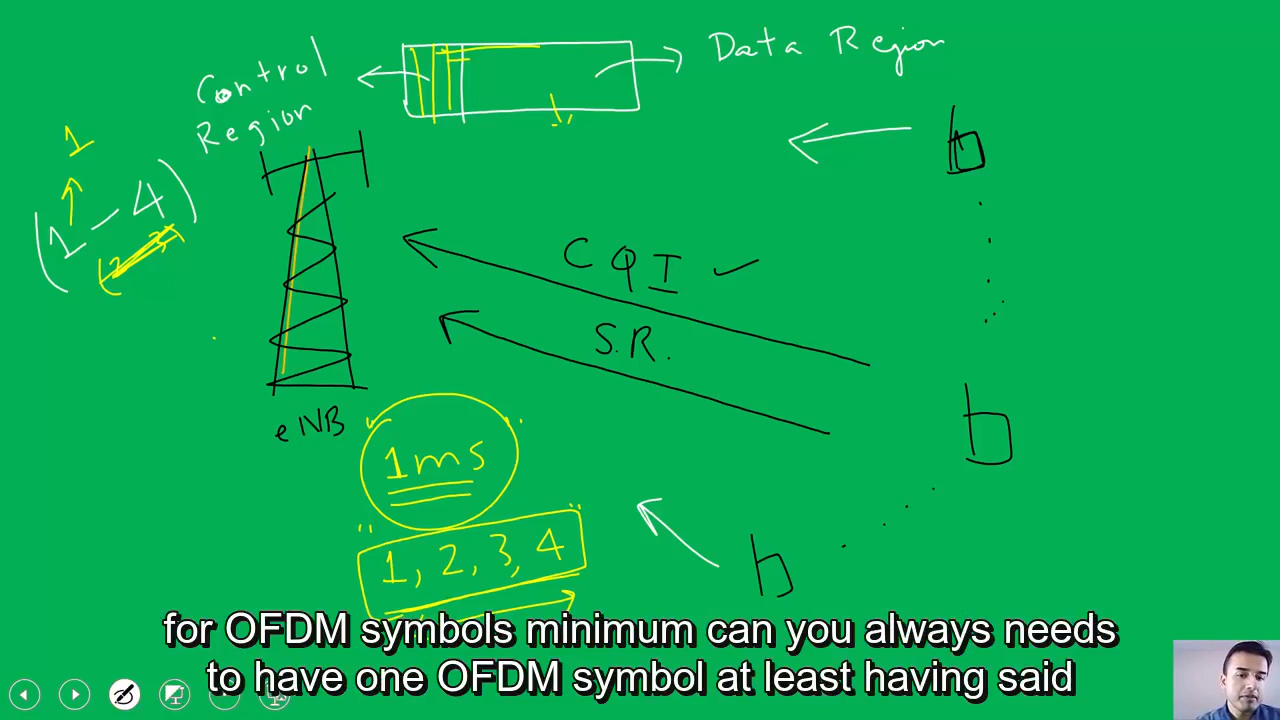 Control
Region
Data Region
1
(1 - 4)
CQI
S.R.
eNB
1ms
1, 2, 3, 4
for OFDM symbols minimum can you always needs
to have one OFDM symbol at least having said